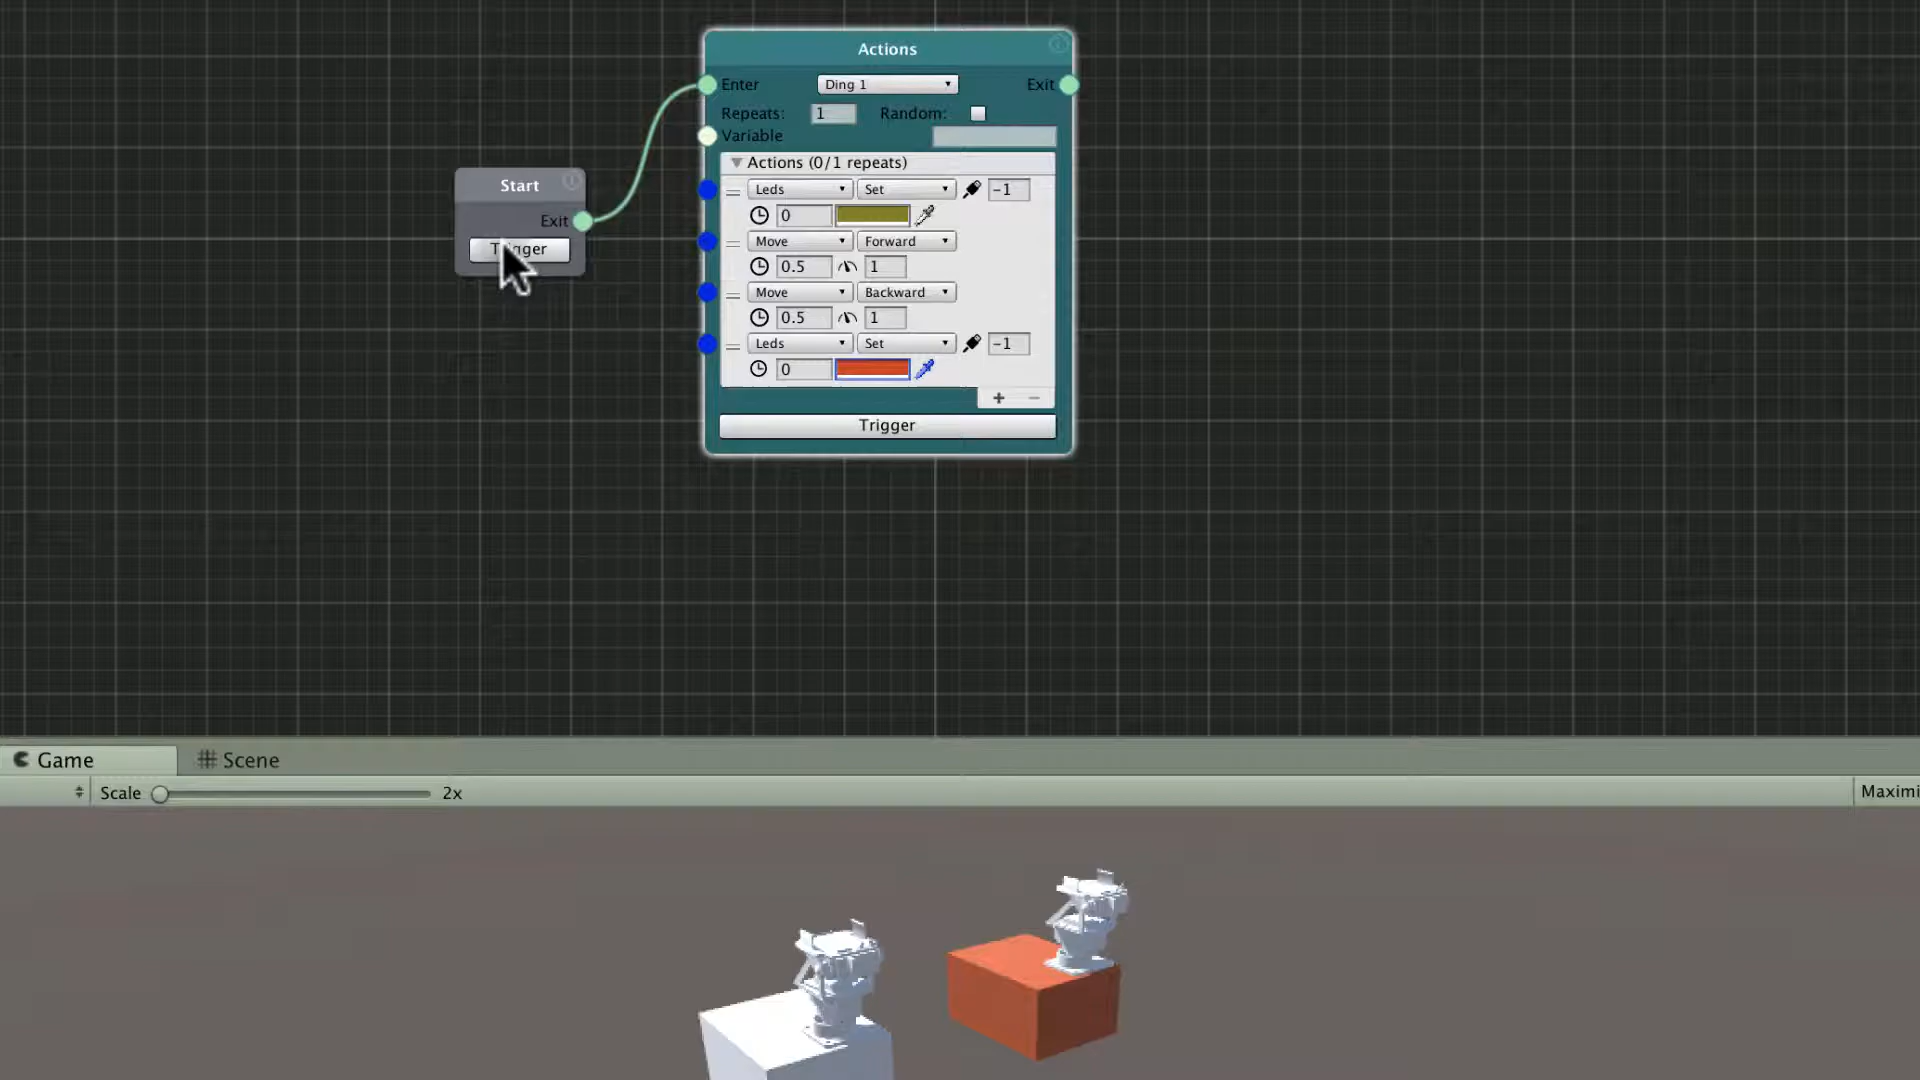 Actions
Enter Ding 1 Exit
Repeats: 1 Random:
Variable
Actions (0/1 repeats)
Start
Exit
Trigger
Leds Set -1
0
Move Forward
0.5 1
Move Backward
0.5 1
Leds Set -1
0
+ −
Trigger
Game Scene
Scale 2x Maximi